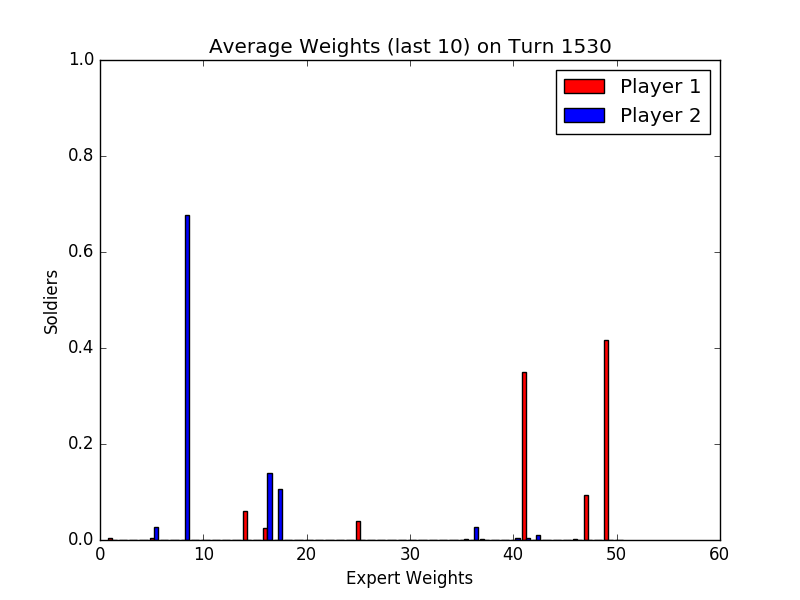 Average Weights (last 10) on Turn 1530
1.0
Player 1
Player 2
0.8
0.6
Soldiers
0.4
0.2
0.0
0 10 20 30 40 50 60
Expert Weights